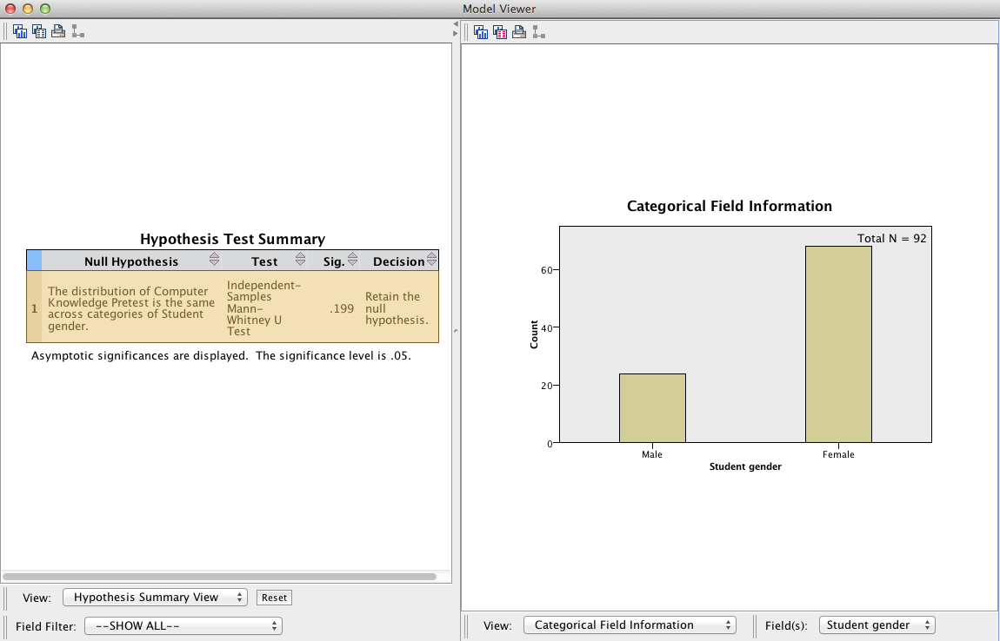 Model Viewer
Hypothesis Test Summary
Null Hypothesis Test Sig. Decision
1
The distribution of Computer
Knowledge Pretest is the same
across categories of Student
gender.
Independent-
Samples
Mann-
Whitney U
Test
.199
Retain the
null
hypothesis.
Asymptotic significances are displayed. The significance level is .05.
View: Hypothesis Summary View Reset
Field Filter: --SHOW ALL--
Categorical Field Information
Total N = 92
Count
60
40
20
0
Male Female
Student gender
View: Categorical Field Information Field(s): Student gender